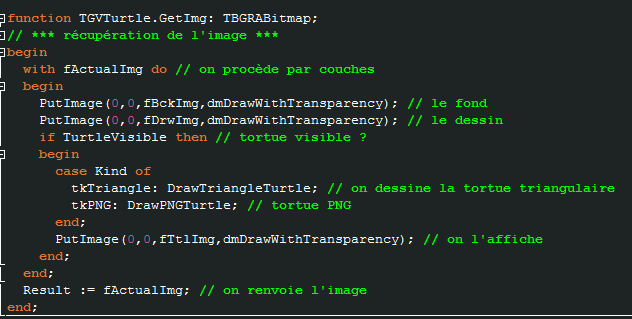 function TGVTurtle.GetImg: TBGRABitmap;
// *** récupération de l'image ***
begin
  with fActualImg do // on procède par couches
  begin
    PutImage(0,0,fBckImg,dmDrawWithTransparency); // le fond
    PutImage(0,0,fDrwImg,dmDrawWithTransparency); // le dessin
    if TurtleVisible then // tortue visible ?
    begin
      case Kind of
        tkTriangle: DrawTriangleTurtle; // on dessine la tortue triangulaire
        tkPNG: DrawPNGTurtle; // tortue PNG
      end;
      PutImage(0,0,fTtlImg,dmDrawWithTransparency); // on l'affiche
    end;
  end;
  Result := fActualImg; // on renvoie l'image
end;